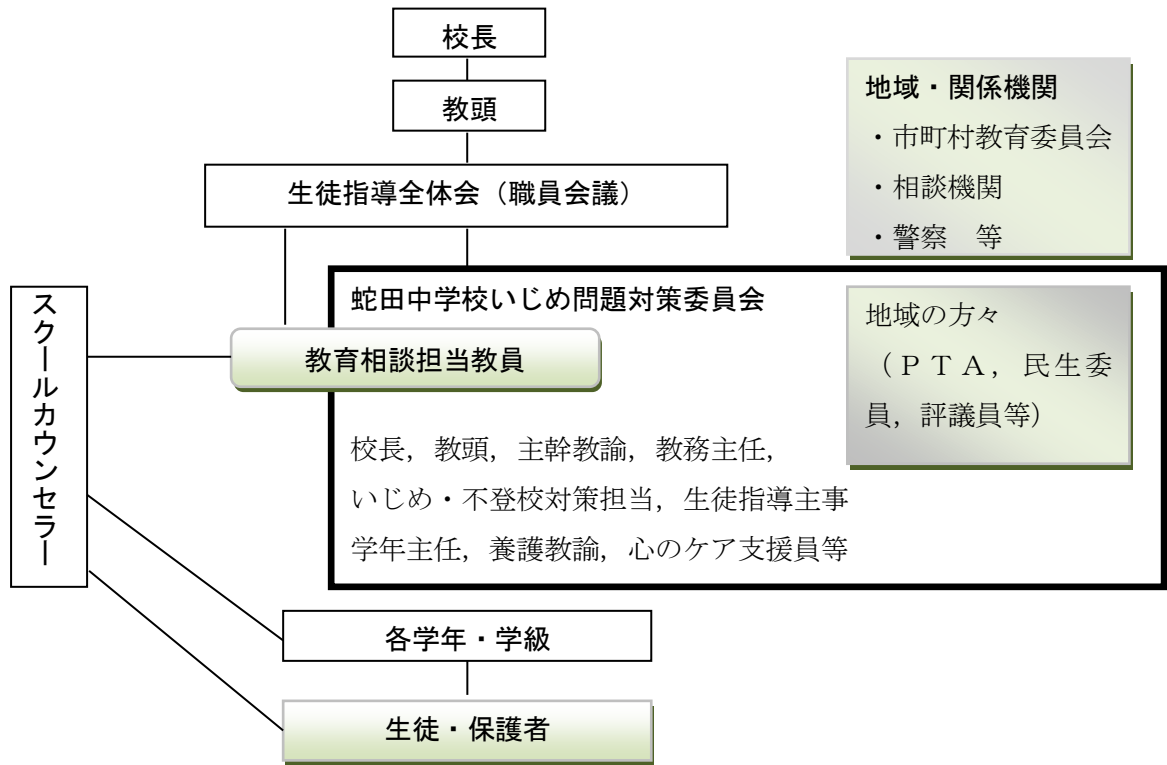 校長
教頭
生徒指導全体会（職員会議）
地域・関係機関
・市町村教育委員会
・相談機関
・警察　等
スクールカウンセラー
蛇田中学校いじめ問題対策委員会
教育相談担当教員
地域の方々
（ＰＴＡ，民生委
員，評議員等）
校長，教頭，主幹教諭，教務主任，
いじめ・不登校対策担当，生徒指導主事
学年主任，養護教諭，心のケア支援員等
各学年・学級
生徒・保護者